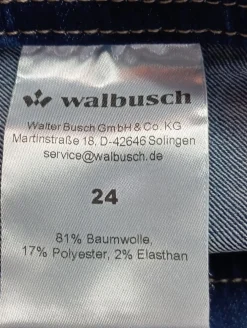 walbusch
Walter Busch GmbH & Co. KG
Martinstraße 18, D-42646 Solingen
service@walbusch.de
24
81% Baumwolle,
17% Polyester, 2% Elasthan